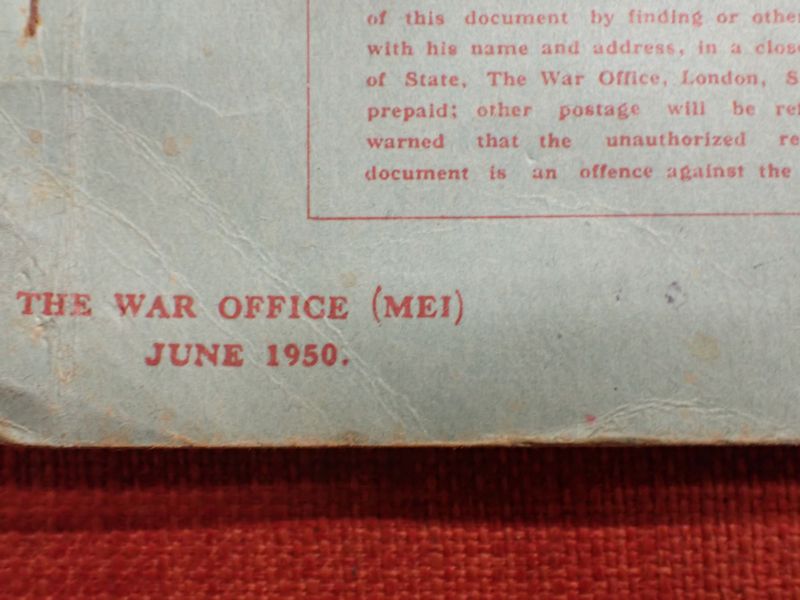 of this document by finding or othe
with his name and address, in a clos
of State, The War Office, London, S
prepaid; other postage will be re
warned that the unauthorized re
document is an offence against the
THE WAR OFFICE (MEI)
JUNE 1950.